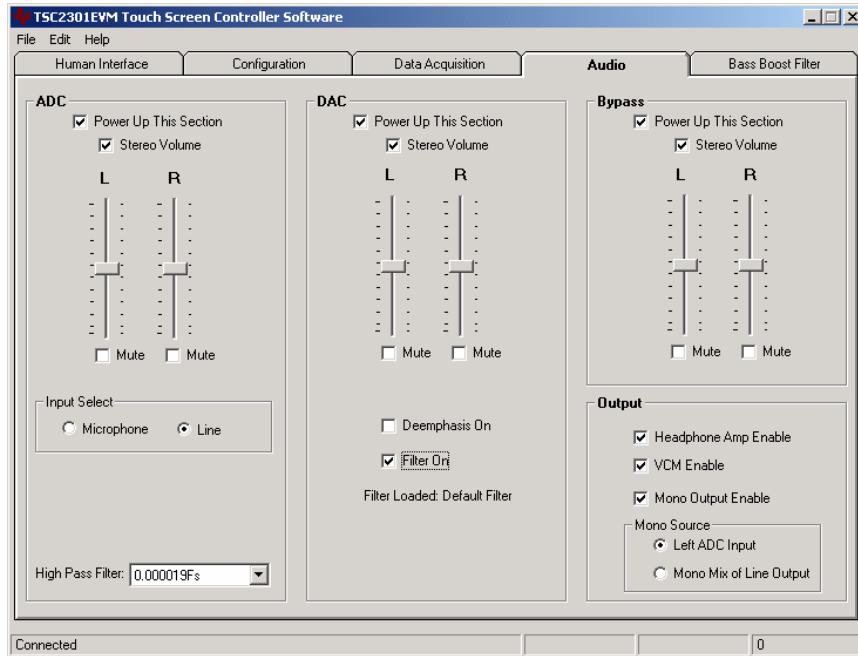 TSC2301EVM Touch Screen Controller Software
File Edit Help
Human Interface Configuration Data Acquisition Audio Bass Boost Filter
ADC
Power Up This Section
Stereo Volume
L R
Mute Mute
Input Select
Microphone Line
High Pass Filter: 0.000019Fs
DAC
Power Up This Section
Stereo Volume
L R
Mute Mute
Deemphasis On
Filter On
Filter Loaded: Default Filter
Bypass
Power Up This Section
Stereo Volume
L R
Mute Mute
Output
Headphone Amp Enable
VCM Enable
Mono Output Enable
Mono Source
Left ADC Input
Mono Mix of Line Output
Connected 0